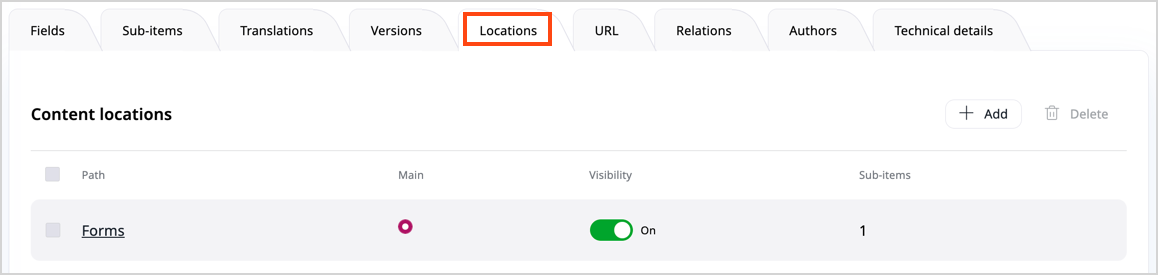 Fields Sub-items Translations Versions Locations URL Relations Authors Technical details
Content locations Add Delete
Path Main Visibility Sub-items
Forms On 1